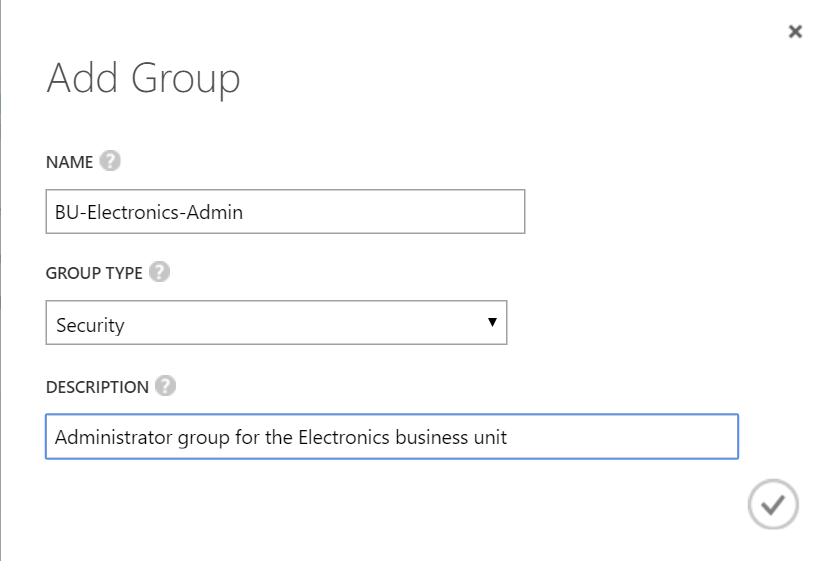 Add Group
NAME ?
BU-Electronics-Admin
GROUP TYPE ?
Security
DESCRIPTION ?
Administrator group for the Electronics business unit